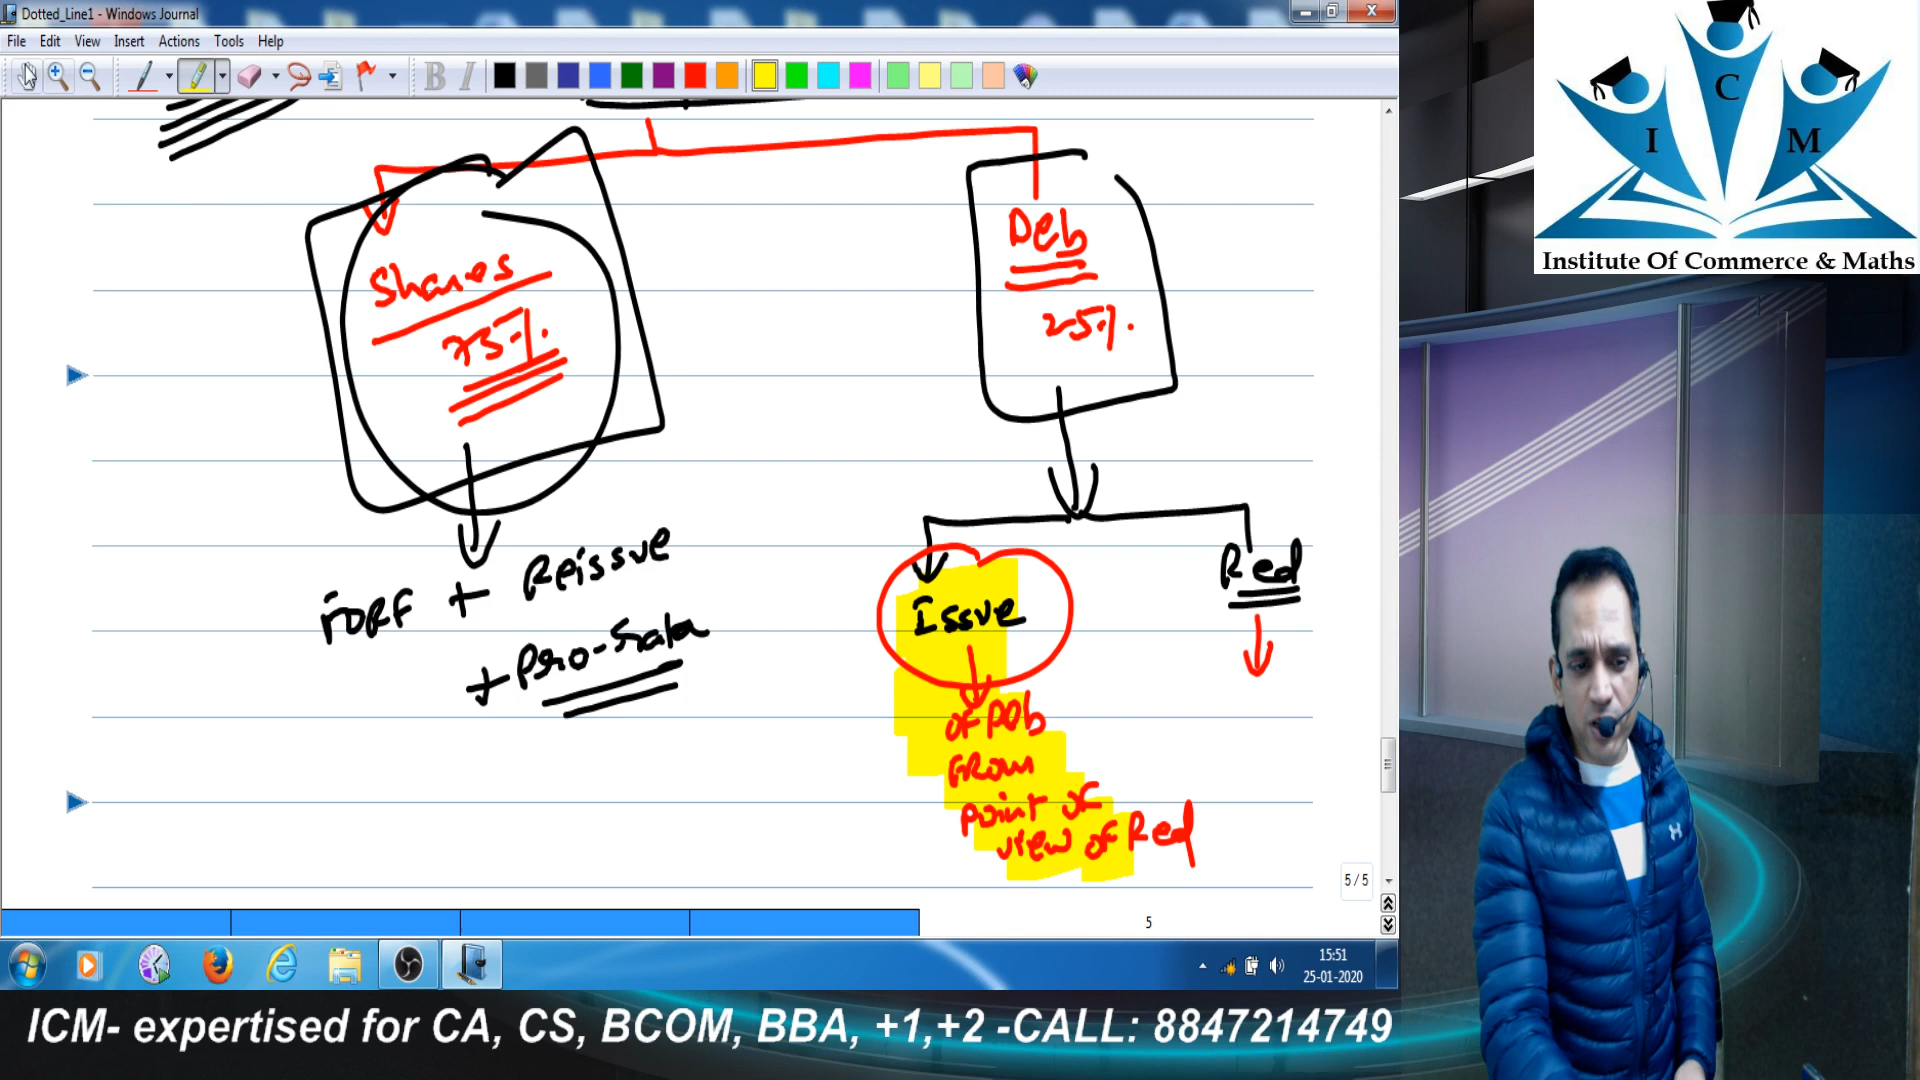 Dotted_Line1 - Windows Journal
File Edit View Insert Actions Tools Help
B I
Shares
75%
Deb
25%
Issue
Red
+ Reissue
+ Pro-rata
of Deb
From
point of
view of Red
5 / 5
5
15:51
25-01-2020
I C M
Institute Of Commerce & Maths
ICM- expertised for CA, CS, BCOM, BBA, +1,+2 -CALL: 8847214749